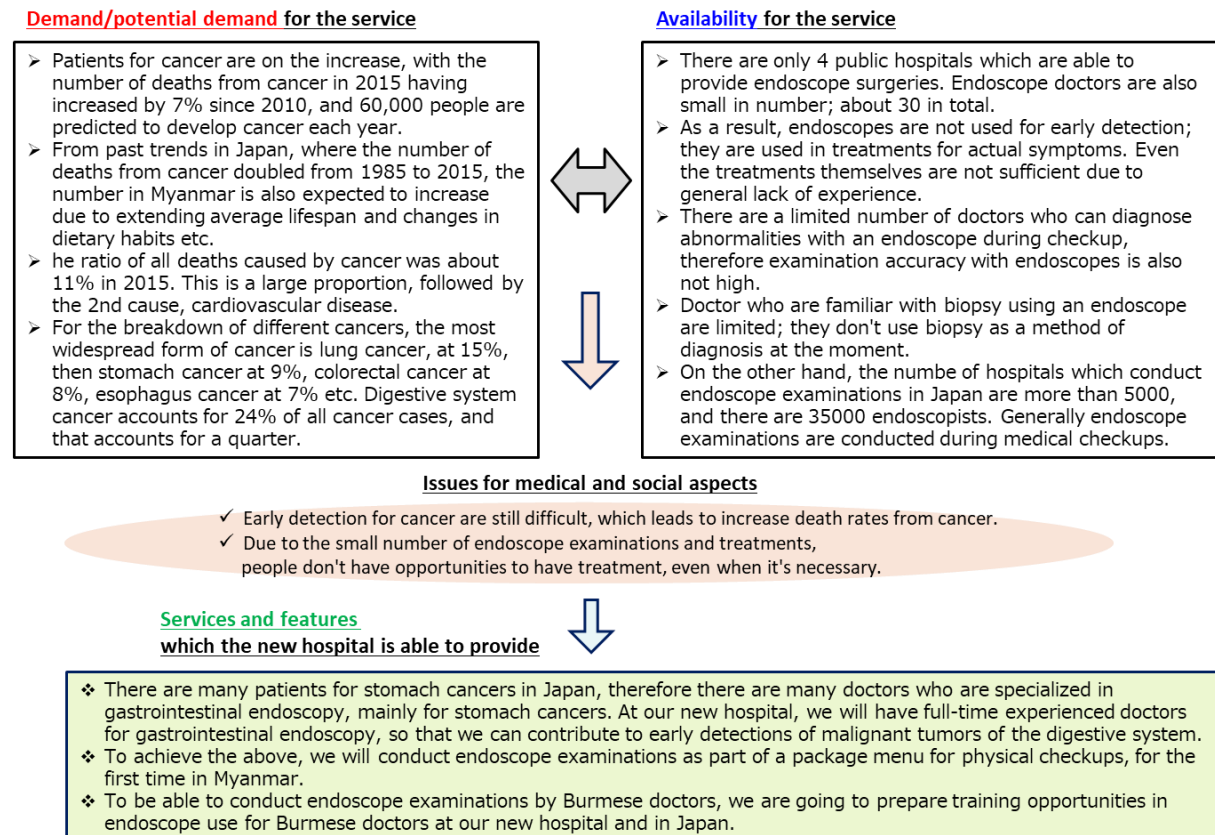 Demand/potential demand for the service
➢ Patients for cancer are on the increase, with the
number of deaths from cancer in 2015 having
increased by 7% since 2010, and 60,000 people are
predicted to develop cancer each year.
➢ From past trends in Japan, where the number of
deaths from cancer doubled from 1985 to 2015, the
number in Myanmar is also expected to increase
due to extending average lifespan and changes in
dietary habits etc.
➢ he ratio of all deaths caused by cancer was about
11% in 2015. This is a large proportion, followed by
the 2nd cause, cardiovascular disease.
➢ For the breakdown of different cancers, the most
widespread form of cancer is lung cancer, at 15%,
then stomach cancer at 9%, colorectal cancer at
8%, esophagus cancer at 7% etc. Digestive system
cancer accounts for 24% of all cancer cases, and
that accounts for a quarter.
Availability for the service
➢ There are only 4 public hospitals which are able to
provide endoscope surgeries. Endoscope doctors are also
small in number; about 30 in total.
➢ As a result, endoscopes are not used for early detection;
they are used in treatments for actual symptoms. Even
the treatments themselves are not sufficient due to
general lack of experience.
➢ There are a limited number of doctors who can diagnose
abnormalities with an endoscope during checkup,
therefore examination accuracy with endoscopes is also
not high.
➢ Doctor who are familiar with biopsy using an endoscope
are limited; they don't use biopsy as a method of
diagnosis at the moment.
➢ On the other hand, the numbe of hospitals which conduct
endoscope examinations in Japan are more than 5000,
and there are 35000 endoscopists. Generally endoscope
examinations are conducted during medical checkups.
Issues for medical and social aspects
✓ Early detection for cancer are still difficult, which leads to increase death rates from cancer.
✓ Due to the small number of endoscope examinations and treatments,
people don't have opportunities to have treatment, even when it's necessary.
Services and features
which the new hospital is able to provide
❖ There are many patients for stomach cancers in Japan, therefore there are many doctors who are specialized in
gastrointestinal endoscopy, mainly for stomach cancers. At our new hospital, we will have full-time experienced doctors
for gastrointestinal endoscopy, so that we can contribute to early detections of malignant tumors of the digestive system.
❖ To achieve the above, we will conduct endoscope examinations as part of a package menu for physical checkups, for the
first time in Myanmar.
❖ To be able to conduct endoscope examinations by Burmese doctors, we are going to prepare training opportunities in
endoscope use for Burmese doctors at our new hospital and in Japan.